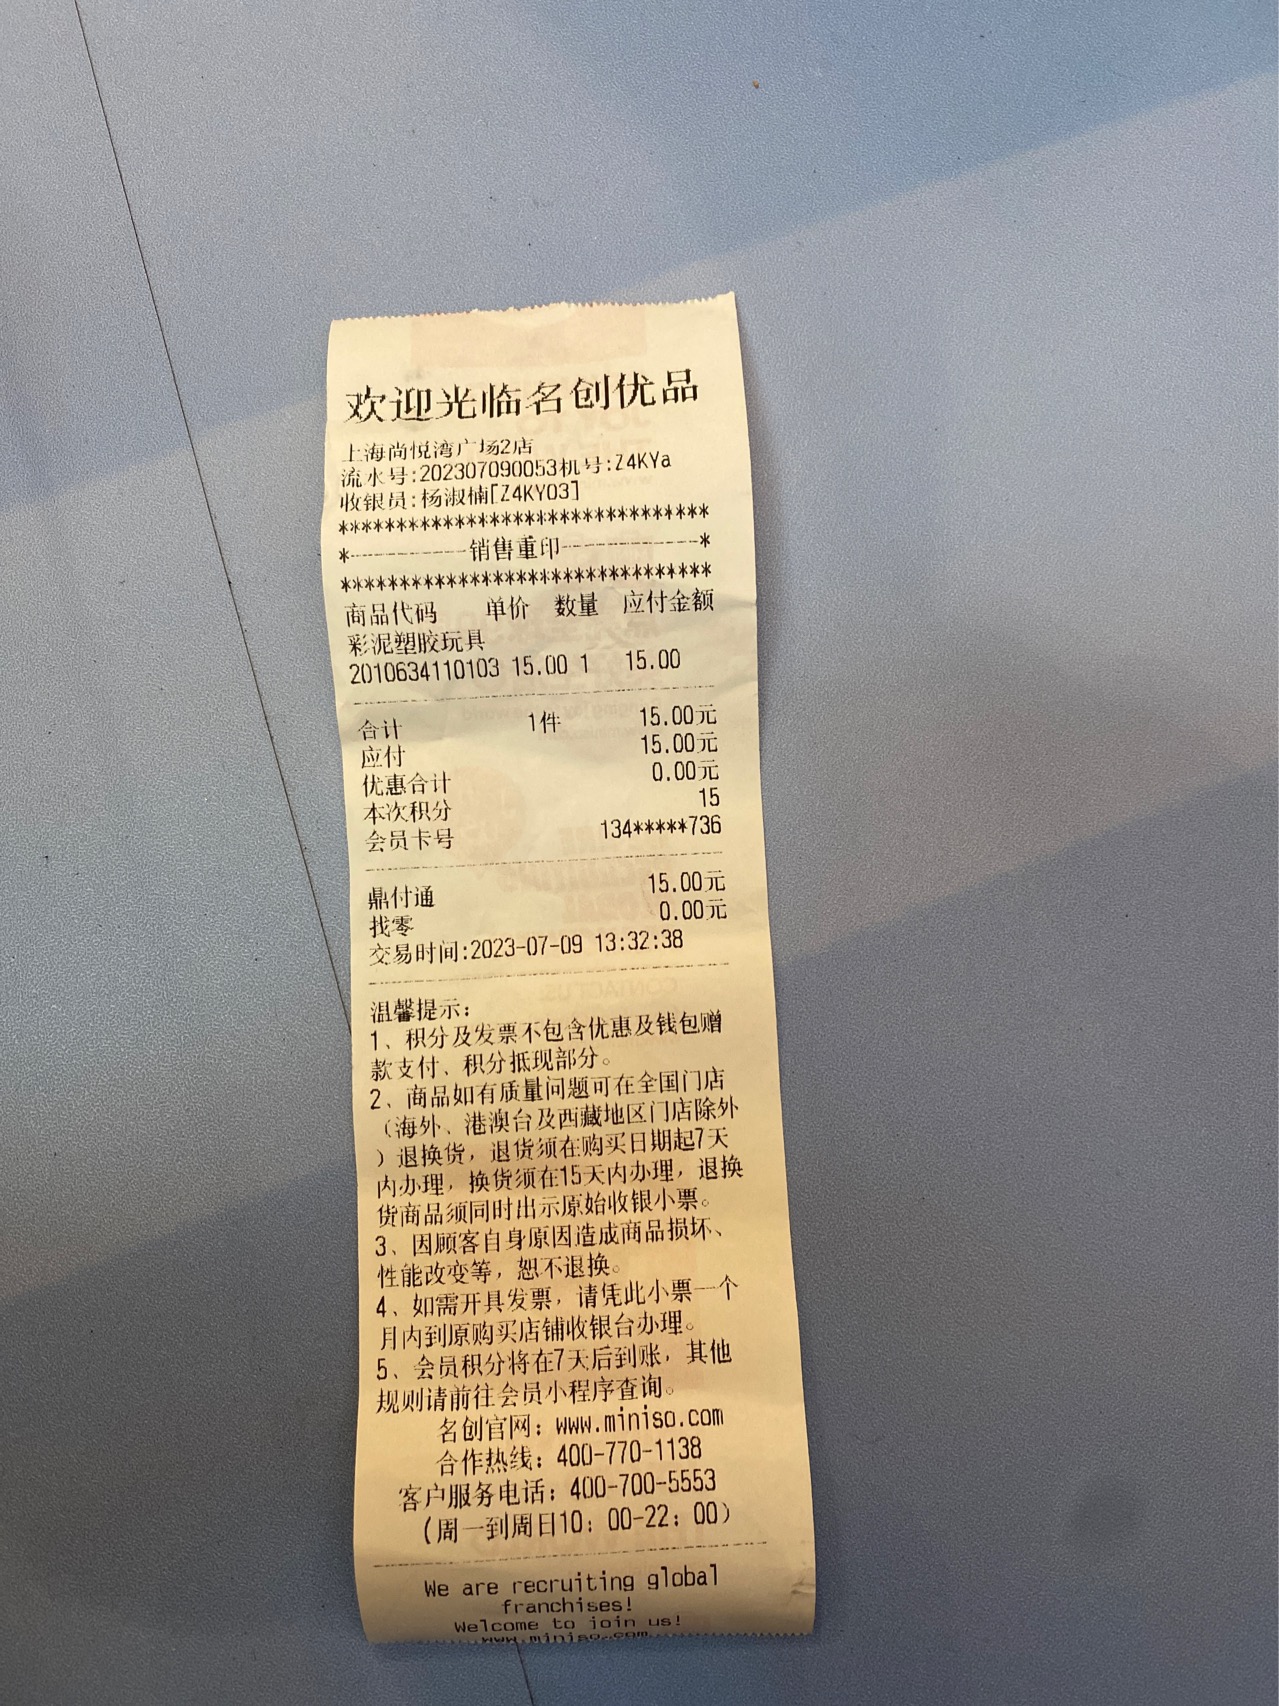 欢迎光临名创优品
上海尚悦湾广场2店
流水号:202307090053机号:Z4KYa
收银员:杨淑楠[Z4KY03]
********************************
*--------------销售重印----------------*
********************************
商品代码 单价 数量 应付金额
彩泥塑胶玩具
2010634110103 15.00 1 15.00
合计 1件 15.00元
应付 15.00元
优惠合计 0.00元
本次积分 15
会员卡号 134*****736
鼎付通 15.00元
找零 0.00元
交易时间:2023-07-09 13:32:38
温馨提示:
1、积分及发票不包含优惠及钱包赠
款支付、积分抵现部分。
2、商品如有质量问题可在全国门店
（海外、港澳台及西藏地区门店除外
）退换货，退货须在购买日期起7天
内办理，换货须在15天内办理，退换
货商品须同时出示原始收银小票。
3、因顾客自身原因造成商品损坏、
性能改变等，恕不退换。
4、如需开具发票，请凭此小票一个
月内到原购买店铺收银台办理。
5、会员积分将在7天后到账，其他
规则请前往会员小程序查询。
名创官网：www.miniso.com
合作热线：400-770-1138
客户服务电话：400-700-5553
(周一到周日10：00-22：00）
We are recruiting global
franchises!
Welcome to join us!
www.miniso.com